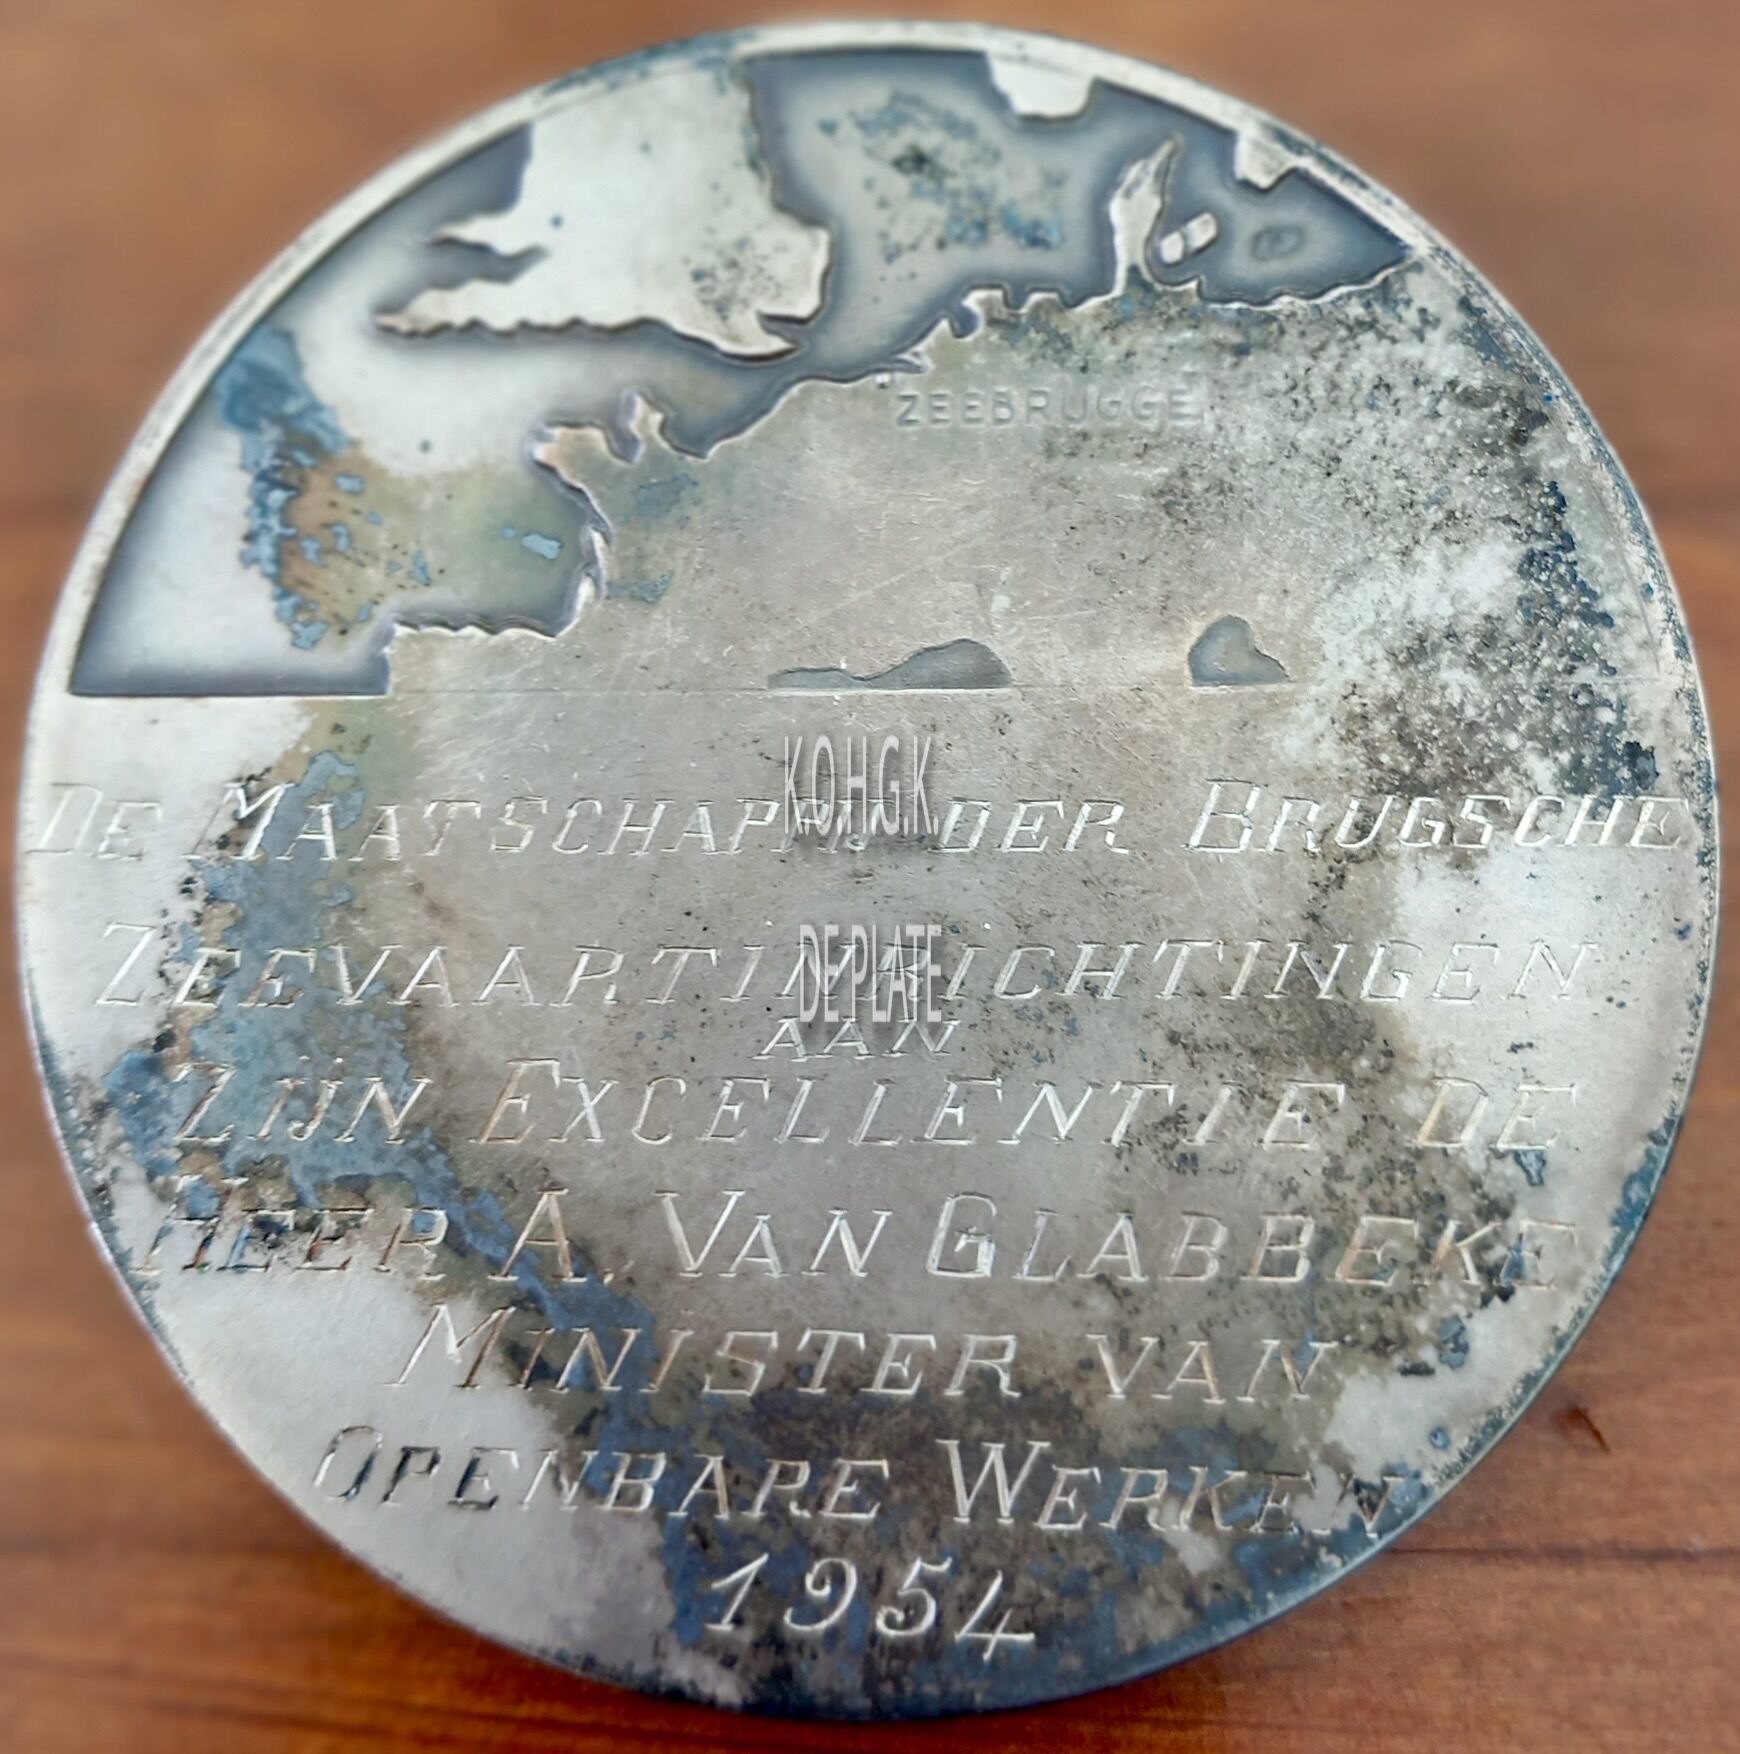 ZEEBRUGGE
K.O.H.G.K.
DE MAATSCHAPPIJ DER BRUGSCHE
DE PLATE
ZEEVAARTINRICHTINGEN
AAN
ZIJN EXCELLENTIE DE
HEER A. VAN GLABBEKE
MINISTER VAN
OPENBARE WERKEN
1954